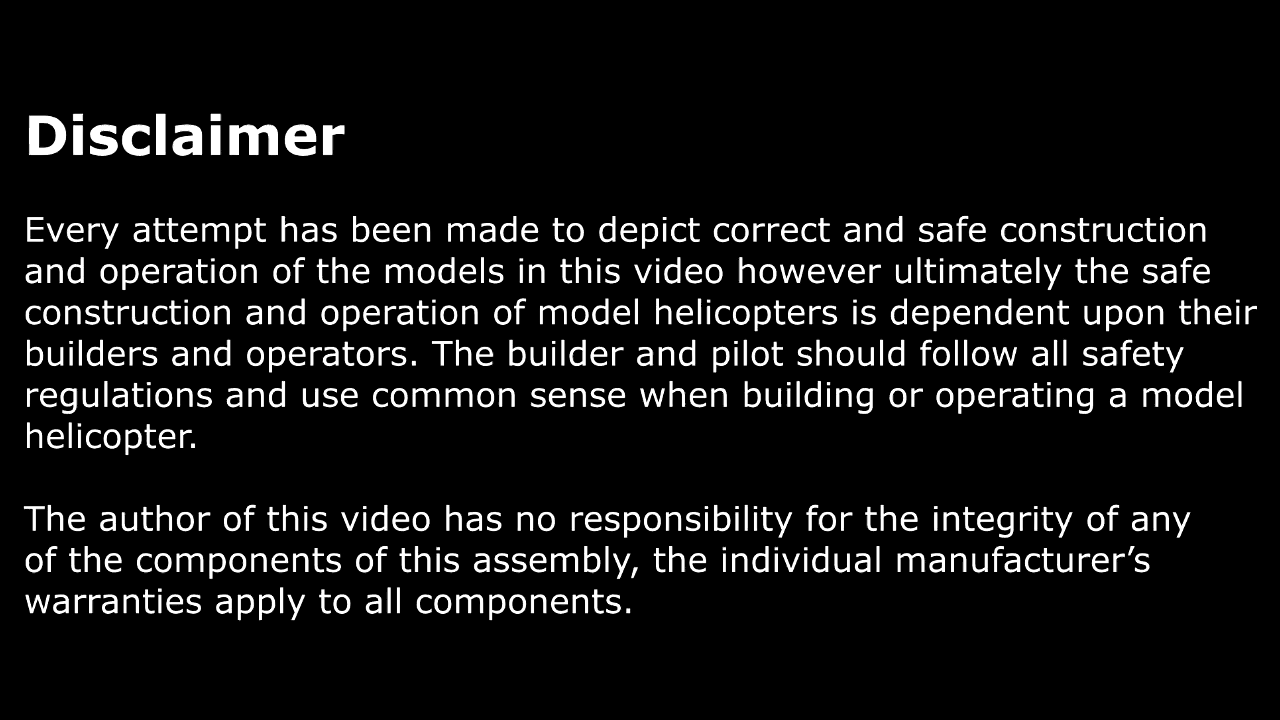 Disclaimer
Every attempt has been made to depict correct and safe construction
and operation of the models in this video however ultimately the safe
construction and operation of model helicopters is dependent upon their
builders and operators. The builder and pilot should follow all safety
regulations and use common sense when building or operating a model
helicopter.
The author of this video has no responsibility for the integrity of any
of the components of this assembly, the individual manufacturer’s
warranties apply to all components.